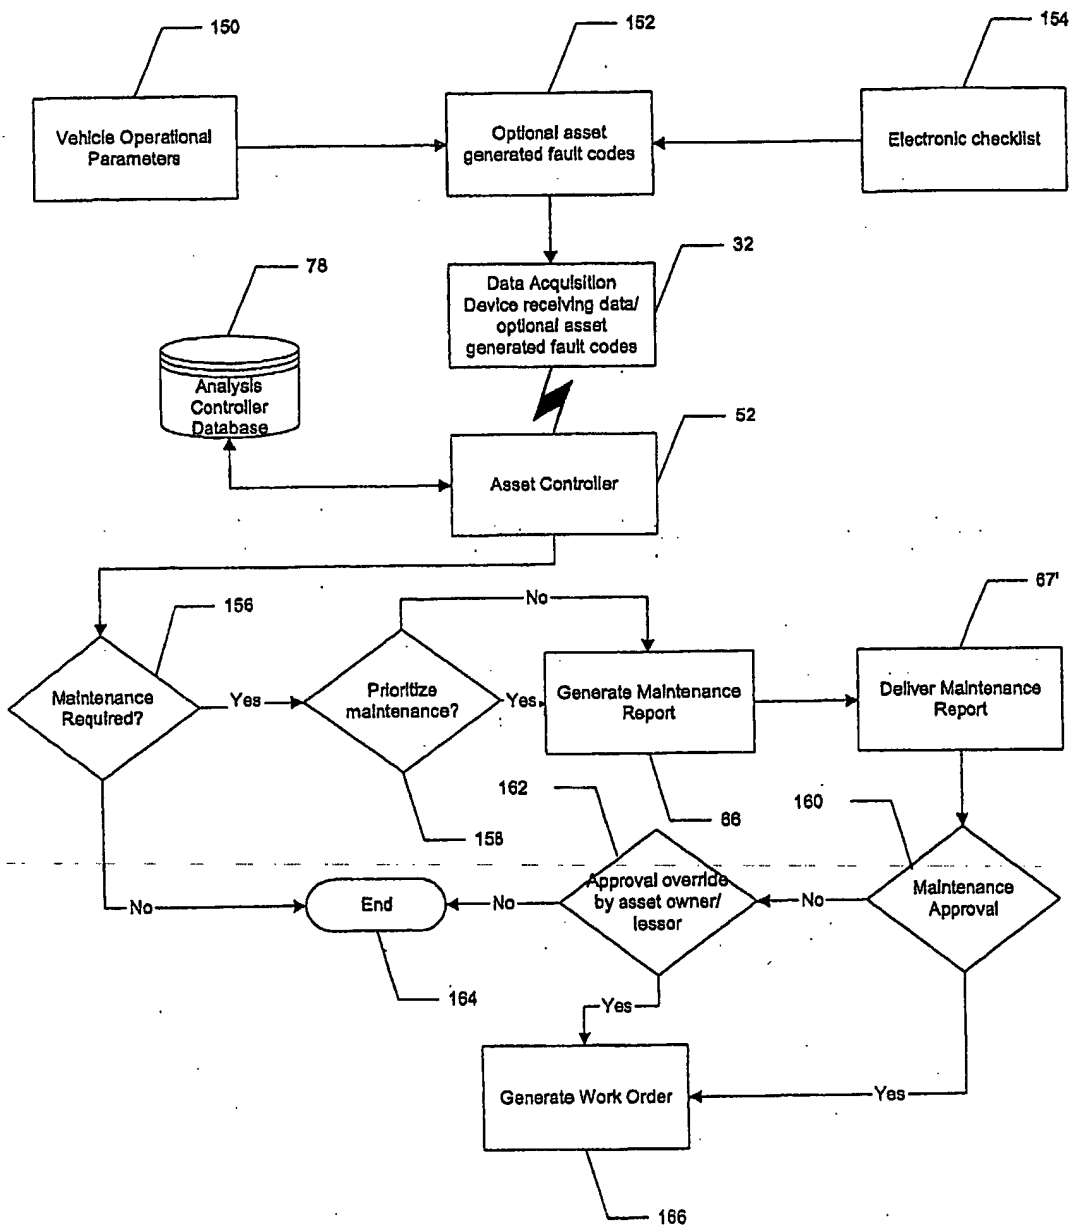 150
152
154
Vehicle Operational
Parameters
Optional asset
generated fault codes
Electronic checklist
32
78
Data Acquisition
Device receiving data/
optional asset
generated fault codes
Analysis
Controller
Database
52
Asset Controller
67'
No
156
Maintenance
Required?
Yes
Prioritize
maintenance?
Yes
Generate Maintenance
Report
Deliver Maintenance
Report
162
160
158
66
Approval override
by asset owner/
lessor
Maintenance
Approval
No
End
No
No
164
Yes
Generate Work Order
Yes
166